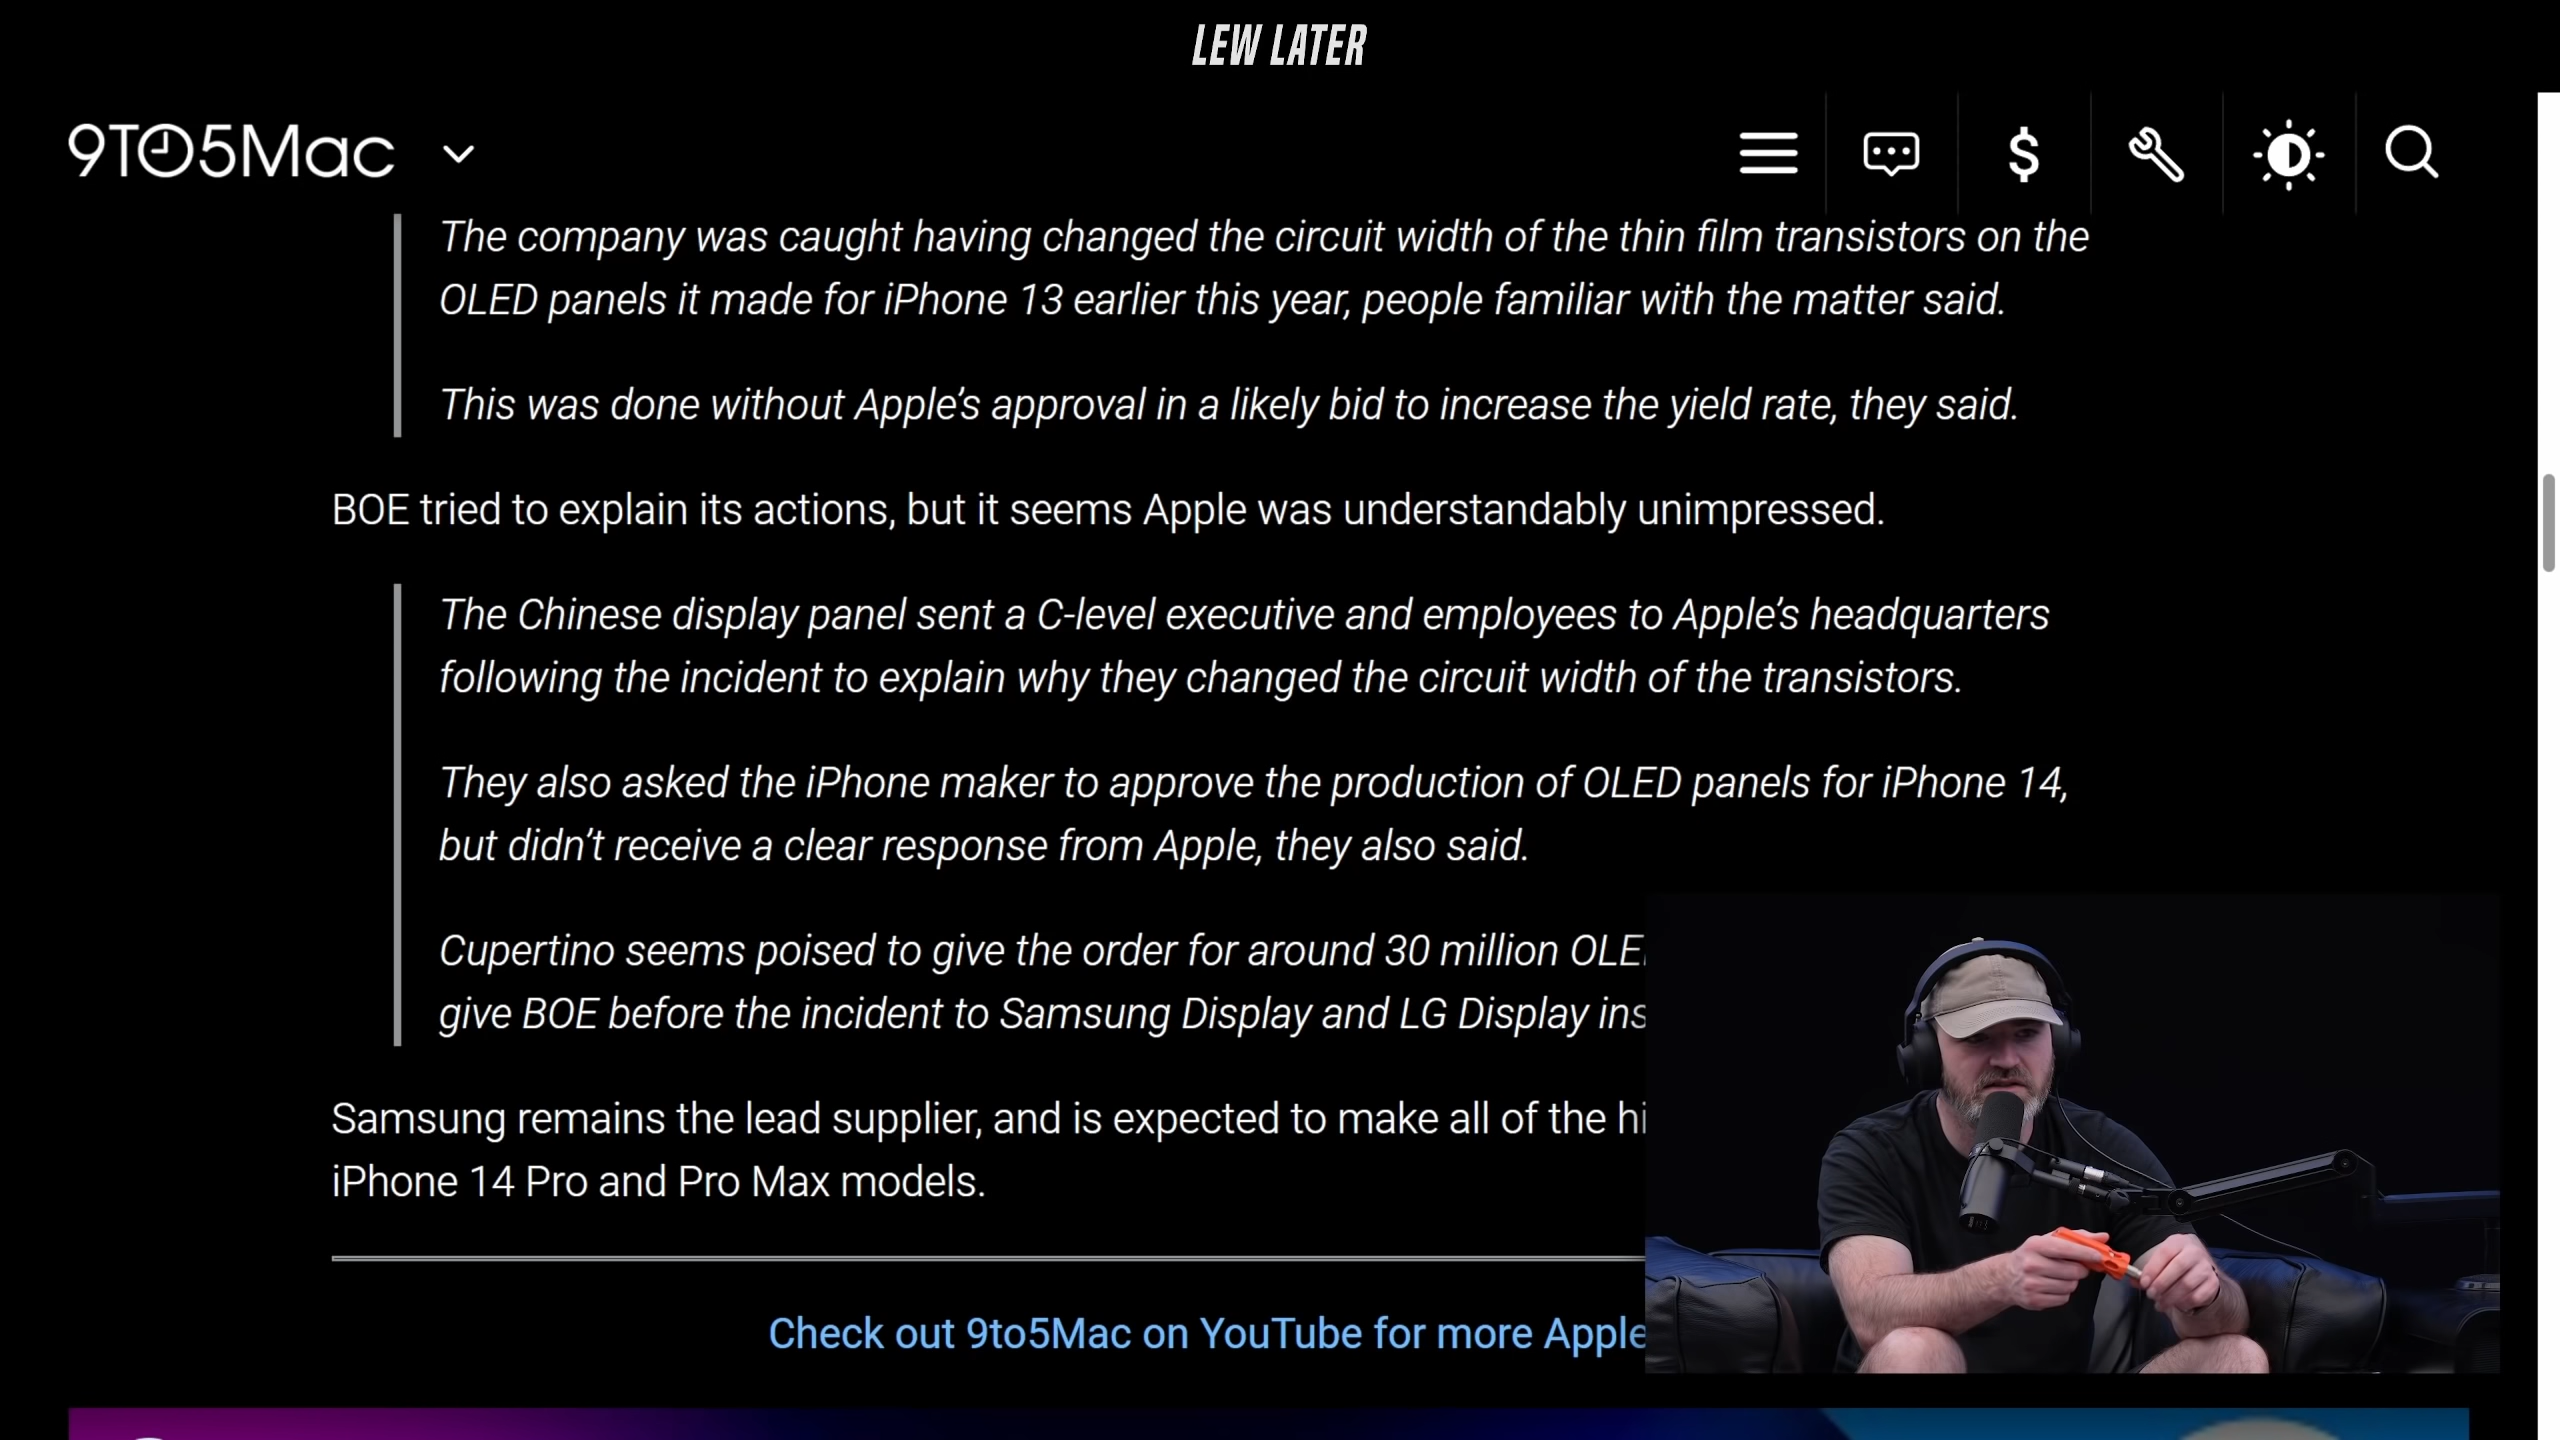 LEW LATER
9TO5Mac
The company was caught having changed the circuit width of the thin film transistors on the
OLED panels it made for iPhone 13 earlier this year, people familiar with the matter said.
This was done without Apple’s approval in a likely bid to increase the yield rate, they said.
BOE tried to explain its actions, but it seems Apple was understandably unimpressed.
The Chinese display panel sent a C-level executive and employees to Apple’s headquarters
following the incident to explain why they changed the circuit width of the transistors.
They also asked the iPhone maker to approve the production of OLED panels for iPhone 14,
but didn’t receive a clear response from Apple, they also said.
Cupertino seems poised to give the order for around 30 million
give BOE before the incident to Samsung Display and LG Display
Samsung remains the lead supplier, and is expected to make all of the
iPhone 14 Pro and Pro Max models.
Check out 9to5Mac on YouTube for more Apple